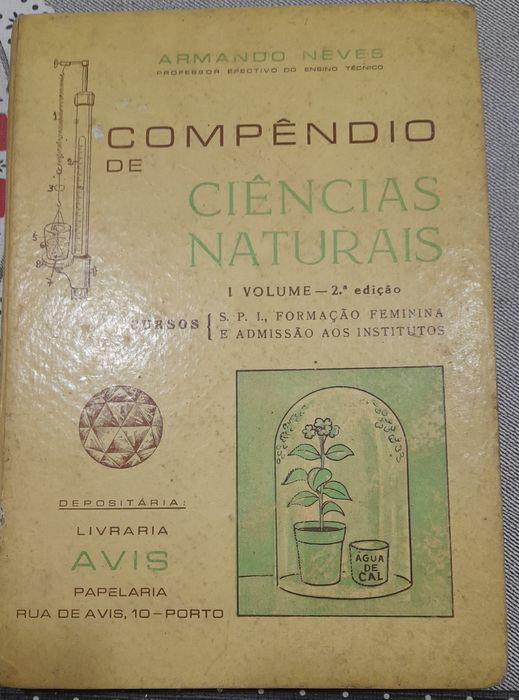 ARMANDO NEVES
PROFESSOR EFECTIVO DO ENSINO TÉCNICO
COMPÊNDIO
DE
CIÊNCIAS
NATURAIS
I VOLUME — 2.ª edição
CURSOS { S. P. I., FORMAÇÃO FEMININA
E ADMISSÃO AOS INSTITUTOS
DEPOSITÁRIA:
LIVRARIA
AVIS
PAPELARIA
RUA DE AVIS, 10 — PORTO
ÁGUA
DE
CAL